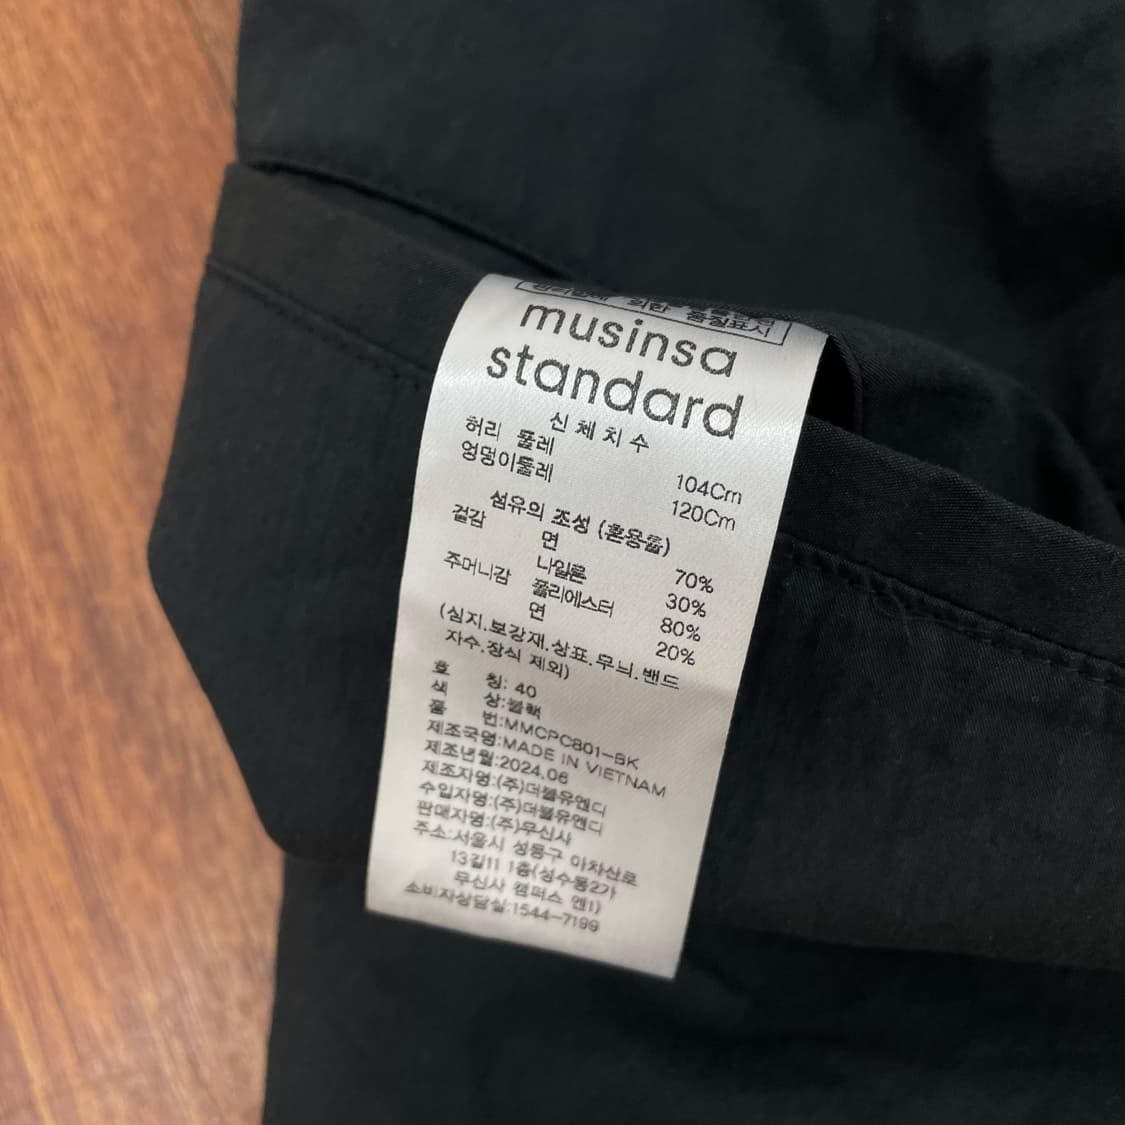 의한
품질표시
musinsa
standard
신체치수
허리 둘레 104Cm
엉덩이둘레 120Cm
섬유의 조성 (혼용률)
겉감 면 70%
나일론 30%
주머니감 폴리에스터 80%
면 20%
(심지.보강재.상표.무늬.밴드
자수.장식 제외)
호 칭: 40
색 상:블랙
품 번:MMCPC801-BK
제조국명:MADE IN VIETNAM
제조년월:2024.06
제조자명:(주)더블유앤디
수입자명:(주)더블유앤디
판매자명:(주)무신사
주소:서울시 성동구 아차산로
13길11 1층(성수동2가
무신사 캠퍼스 엔1)
소비자상담실:1544-7199